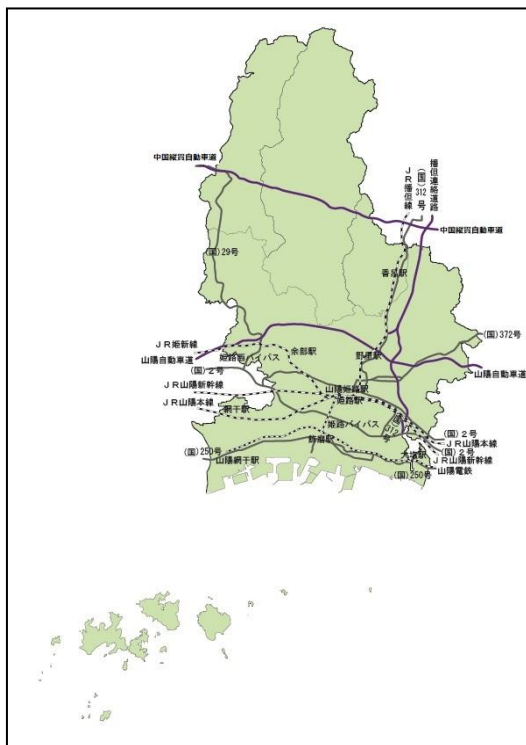 中国縦貫自動車道
播但連絡道路
(国)312号
JR播但線
中国縦貫自動車道
(国)29号
香呂駅
(国)372号
JR姫新線
余部駅
野里駅
山陽自動車道
姫路西バイパス
山陽自動車道
(国)2号
山陽姫路駅
姫路駅
JR山陽新幹線
網干駅
JR山陽本線
姫路バイパス
(国)312号
飾磨駅
(国)2号
JR山陽本線
(国)2号
(国)250号
大塩駅
JR山陽新幹線
山陽網干駅
山陽電鉄
(国)250号